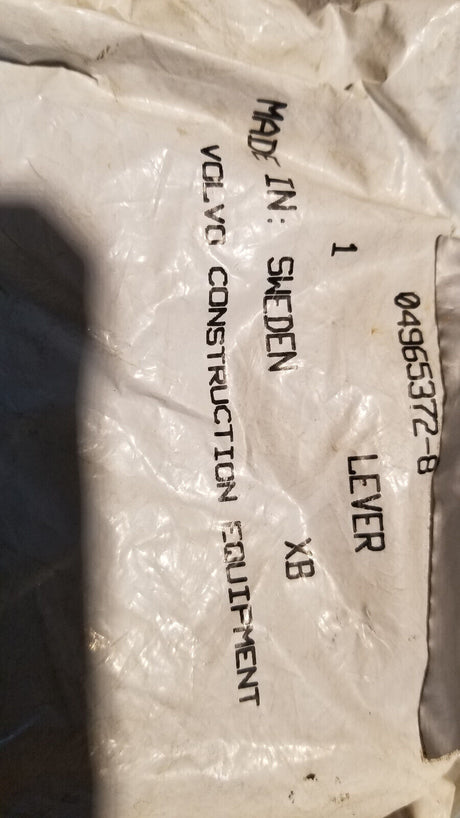 04965372-8
LEVER
1
XB
MADE IN: SWEDEN
VOLVO CONSTRUCTION EQUIPMENT